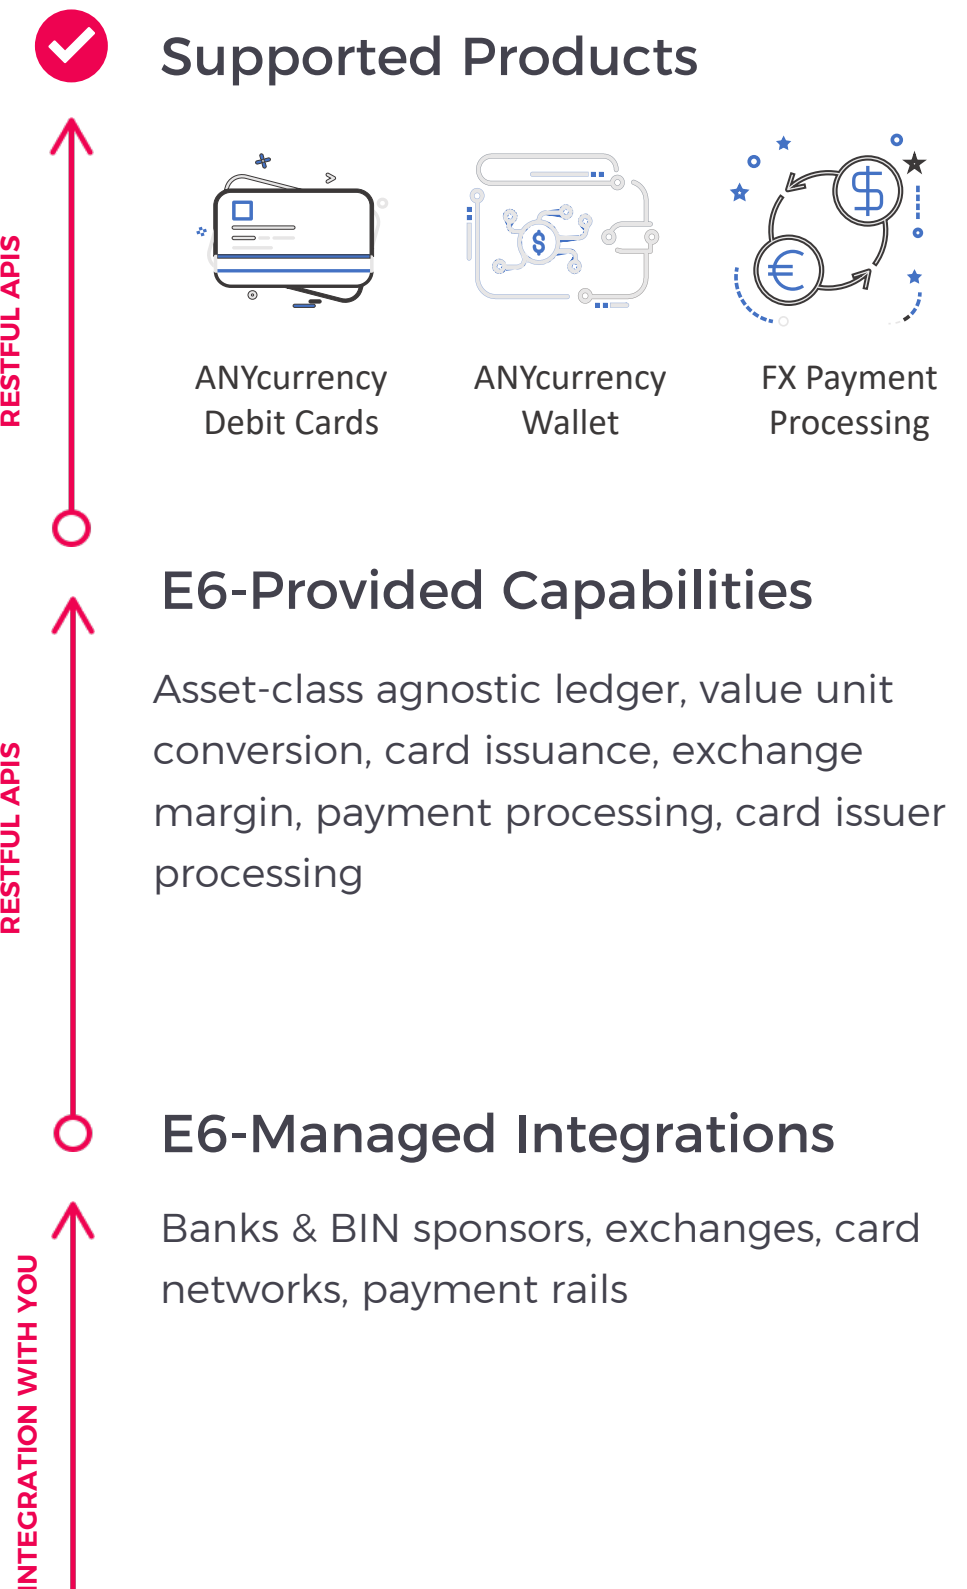 Supported Products
RESTFUL APIS
ANYcurrency
Debit Cards
ANYcurrency
Wallet
FX Payment
Processing
E6-Provided Capabilities
RESTFUL APIS
Asset-class agnostic ledger, value unit
conversion, card issuance, exchange
margin, payment processing, card issuer
processing
E6-Managed Integrations
INTEGRATION WITH YOU
Banks & BIN sponsors, exchanges, card
networks, payment rails